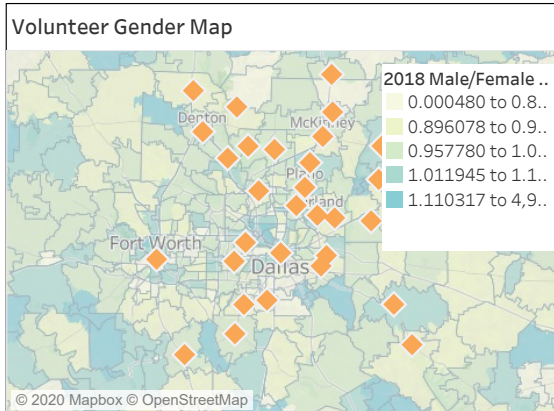 Volunteer Gender Map
2018 Male/Female ..
0.000480 to 0.8..
0.896078 to 0.9..
0.957780 to 1.0..
1.011945 to 1.1..
1.110317 to 4,9..
Denton
McKinney
Plano
Fort Worth
Dallas
© 2020 Mapbox © OpenStreetMap